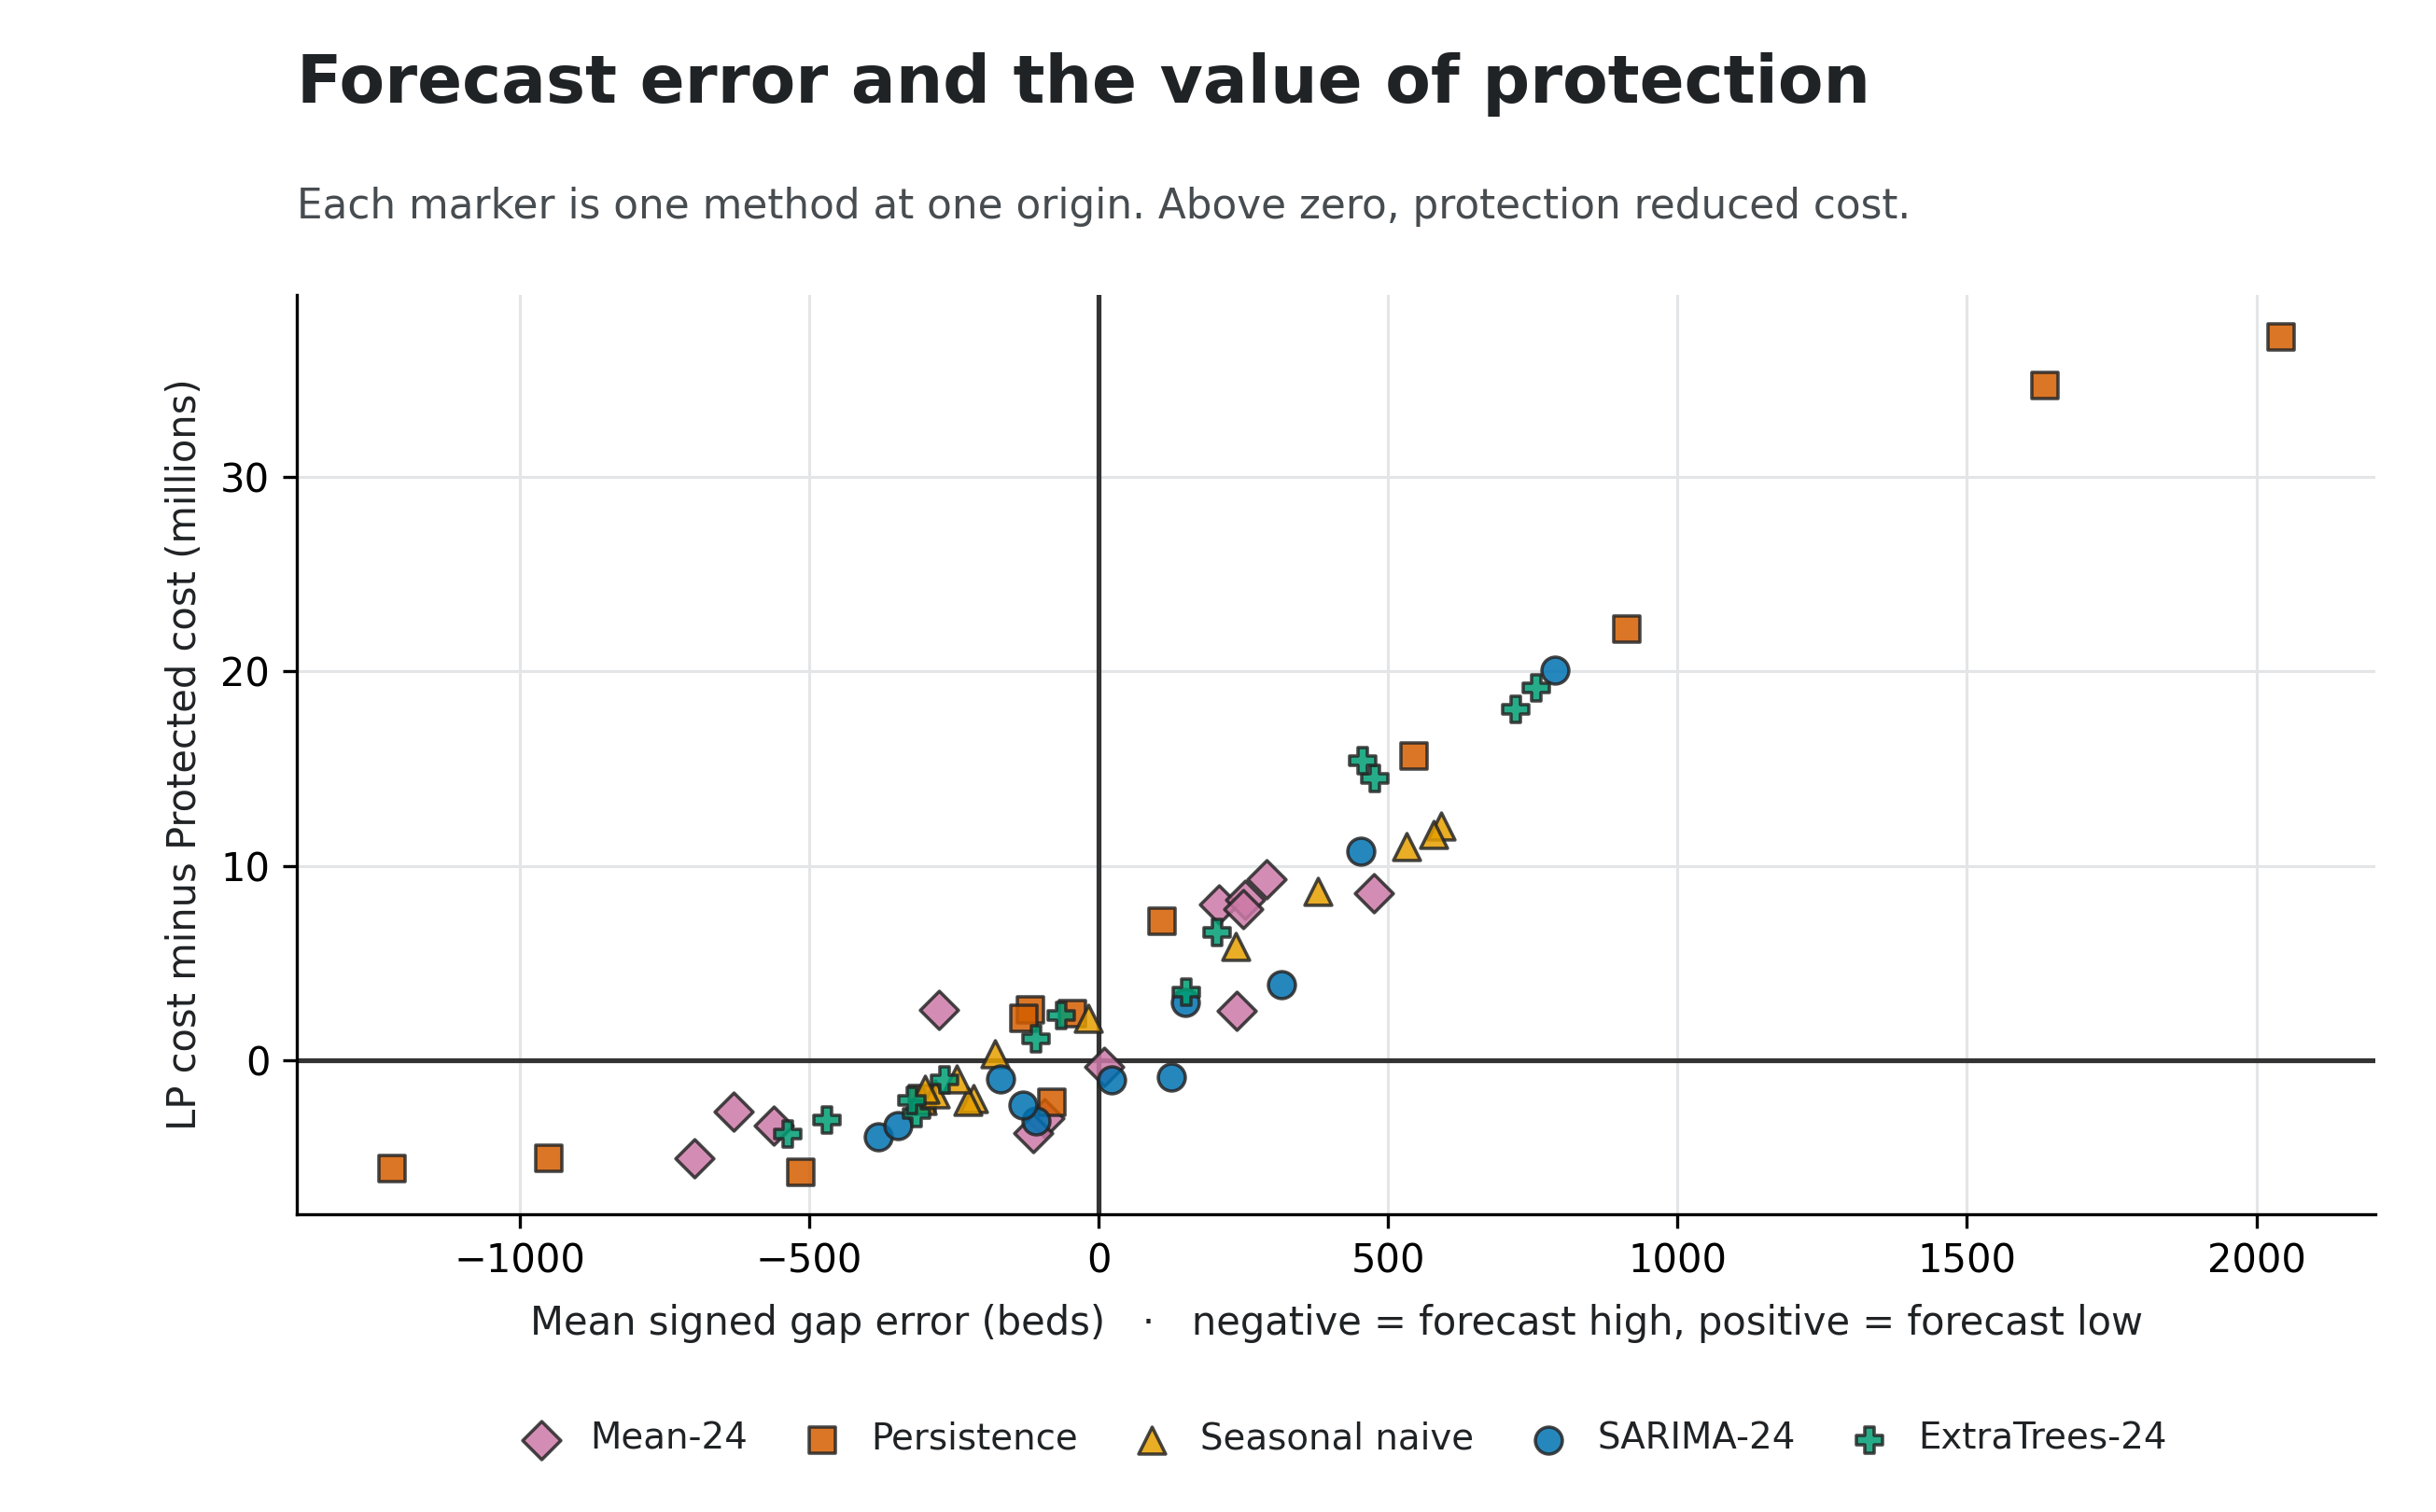 Forecast error and the value of protection
Each marker is one method at one origin. Above zero, protection reduced cost.
LP cost minus Protected cost (millions)
30
20
10
0
−1000 −500 0 500 1000 1500 2000
Mean signed gap error (beds) · negative = forecast high, positive = forecast low
Mean-24 Persistence Seasonal naive SARIMA-24 ExtraTrees-24